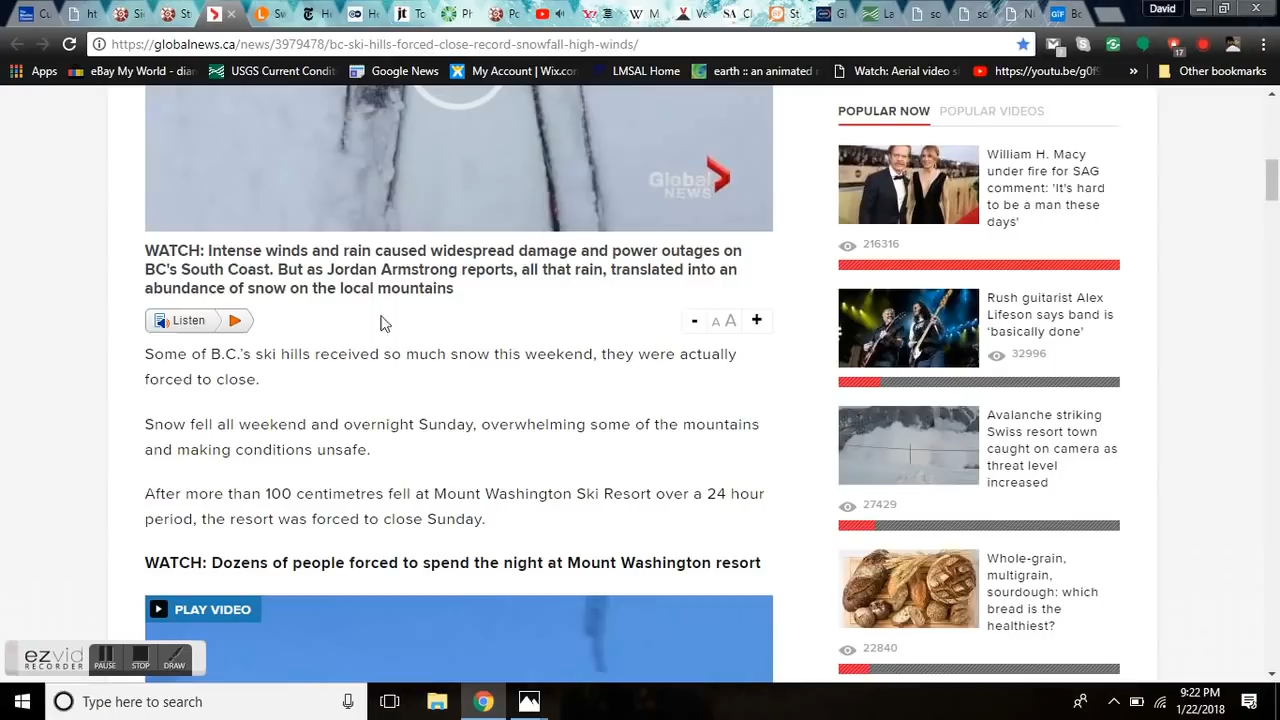 David
https://globalnews.ca/news/3979478/bc-ski-hills-forced-close-record-snowfall-high-winds/
Apps
eBay My World - dian
USGS Current Condit
Google News
My Account | Wix.com
LMSAL Home
earth :: an animated
Watch: Aerial video s
https://youtu.be/g0f9
Other bookmarks
Global
NEWS
WATCH: Intense winds and rain caused widespread damage and power outages on
BC's South Coast. But as Jordan Armstrong reports, all that rain, translated into an
abundance of snow on the local mountains
Listen
- A A +
Some of B.C.'s ski hills received so much snow this weekend, they were actually
forced to close.
Snow fell all weekend and overnight Sunday, overwhelming some of the mountains
and making conditions unsafe.
After more than 100 centimetres fell at Mount Washington Ski Resort over a 24 hour
period, the resort was forced to close Sunday.
WATCH: Dozens of people forced to spend the night at Mount Washington resort
PLAY VIDEO
POPULAR NOW POPULAR VIDEOS
William H. Macy
under fire for SAG
comment: 'It's hard
to be a man these
days'
216316
Rush guitarist Alex
Lifeson says band is
'basically done'
32996
Avalanche striking
Swiss resort town
caught on camera as
threat level
increased
27429
Whole-grain,
multigrain,
sourdough: which
bread is the
healthiest?
22840
ezvid
RECORDER
PAUSE
STOP
DRAW
Type here to search
9:22 PM
1/22/2018